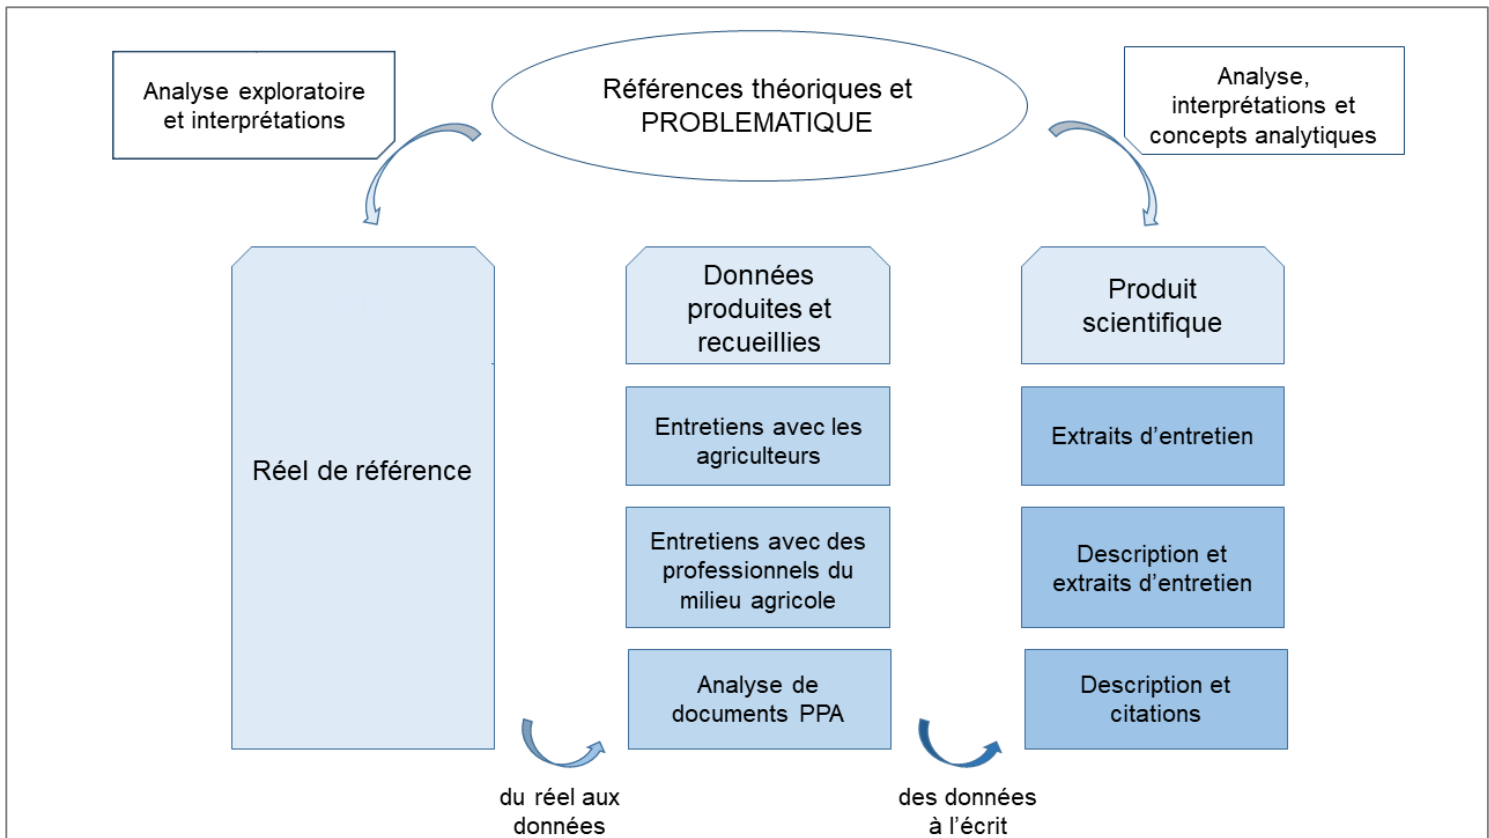 Analyse exploratoire
et interprétations
Références théoriques et
PROBLEMATIQUE
Analyse,
interprétations et
concepts analytiques
Réel de référence
Données
produites et
recueillies
Produit
scientifique
Entretiens avec les
agriculteurs
Extraits d’entretien
Entretiens avec des
professionnels du
milieu agricole
Description et
extraits d’entretien
Analyse de
documents PPA
Description et
citations
du réel aux
données
des données
à l’écrit